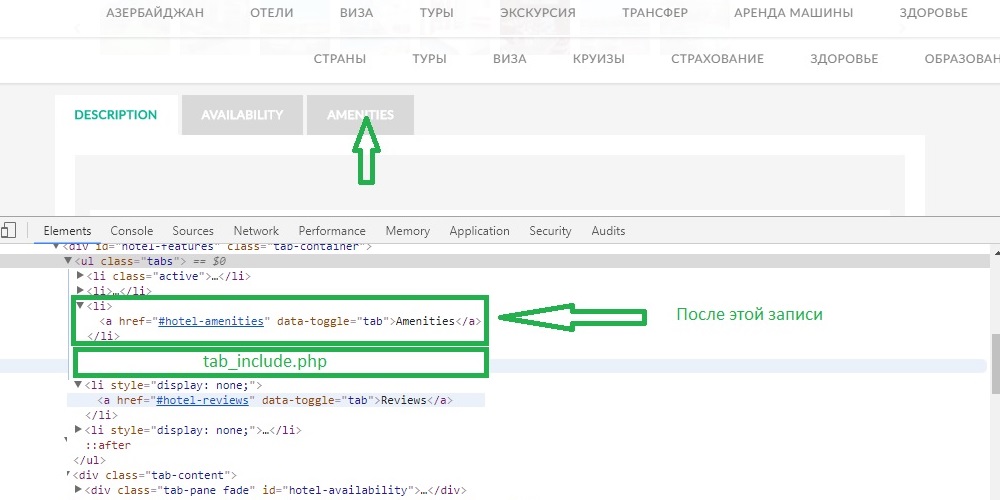 АЗЕРБАЙДЖАН ОТЕЛИ ВИЗА ТУРЫ ЭКСКУРСИЯ ТРАНСФЕР АРЕНДА МАШИНЫ ЗДОРОВЬЕ
СТРАНЫ ТУРЫ ВИЗА КРУИЗЫ СТРАХОВАНИЕ ЗДОРОВЬЕ ОБРАЗОВАН
DESCRIPTION AVAILABILITY AMENITIES
Elements Console Sources Network Performance Memory Application Security Audits
▼<div id="hotel-features" class="tab-container">
▼<ul class="tabs"> == $0
▶<li class="active">…</li>
▶<li>…</li>
▼<li>
<a href="#hotel-amenities" data-toggle="tab">Amenities</a>
После этой записи
</li>
tab_include.php
▼<li style="display: none;">
<a href="#hotel-reviews" data-toggle="tab">Reviews</a>
</li>
▶<li style="display: none;">…</li>
::after
</ul>
▼<div class="tab-content">
▶<div class="tab-pane fade" id="hotel-availability">…</div>